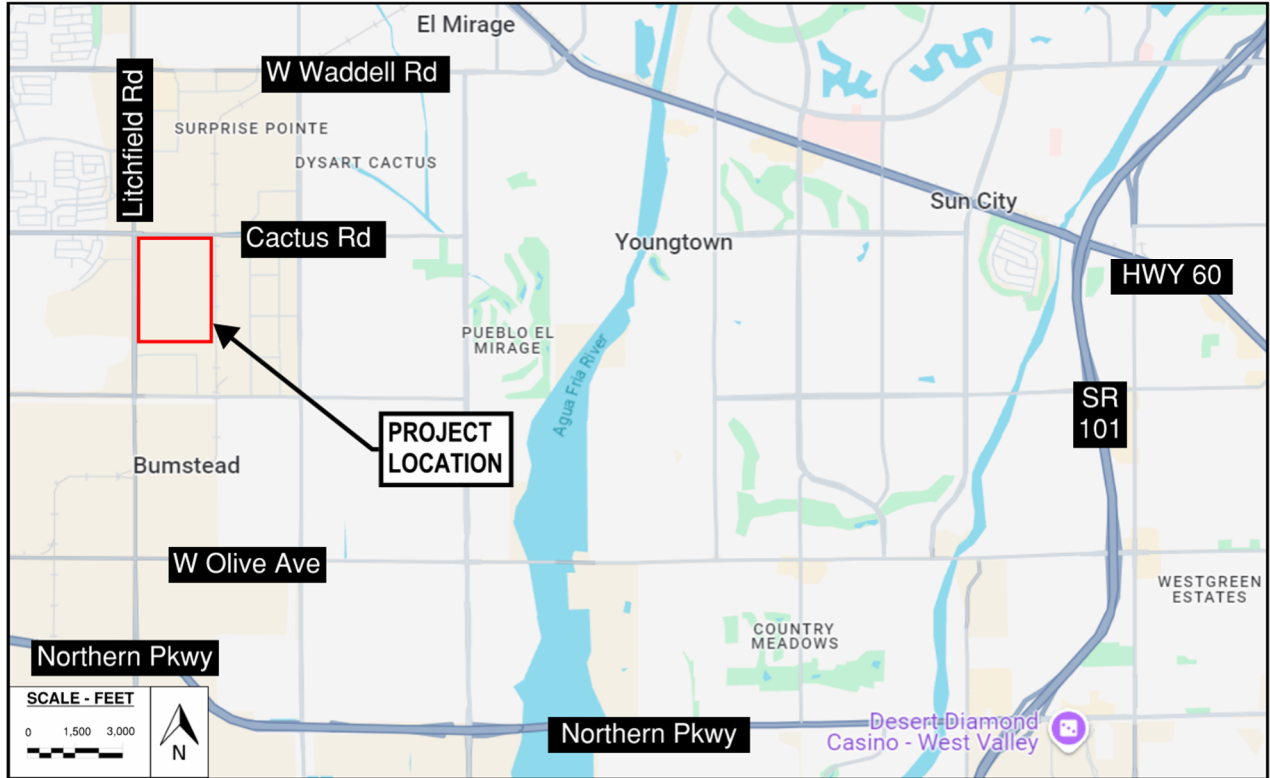 El Mirage
W Waddell Rd
Litchfield Rd
SURPRISE POINTE
DYSART CACTUS
Sun City
Cactus Rd
Youngtown
HWY 60
PUEBLO EL
MIRAGE
Agua Fria River
SR
101
PROJECT
LOCATION
Bumstead
W Olive Ave
WESTGREEN
ESTATES
COUNTRY
MEADOWS
Northern Pkwy
SCALE - FEET
0 1,500 3,000
N
Northern Pkwy
Desert Diamond
Casino - West Valley